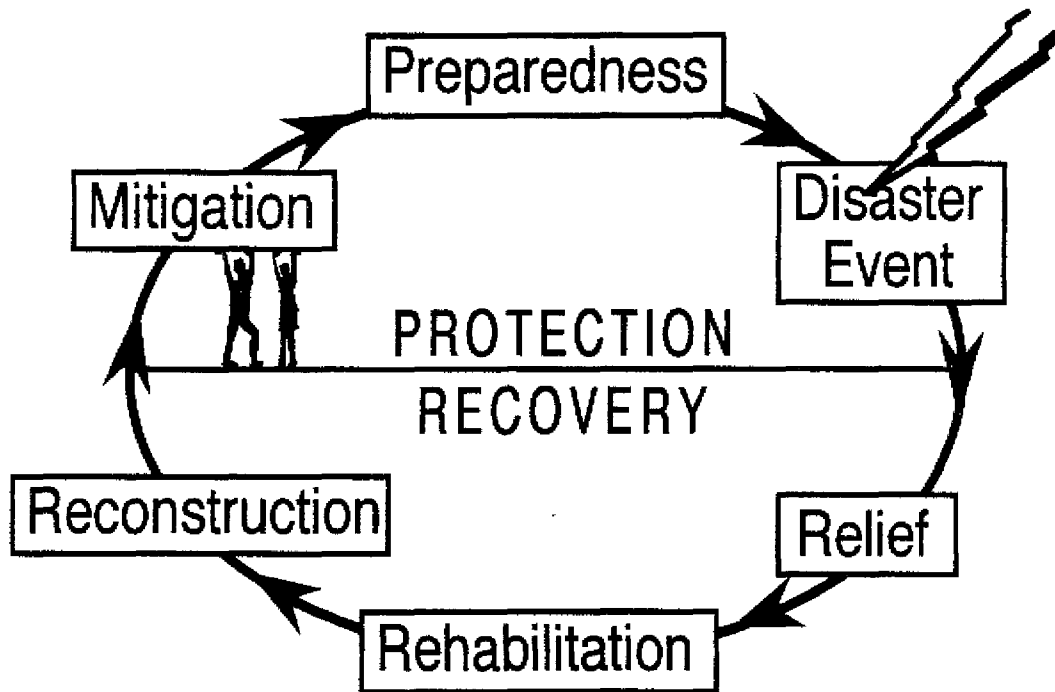 Preparedness
Mitigation
Disaster
Event
PROTECTION
RECOVERY
Reconstruction
Relief
Rehabilitation